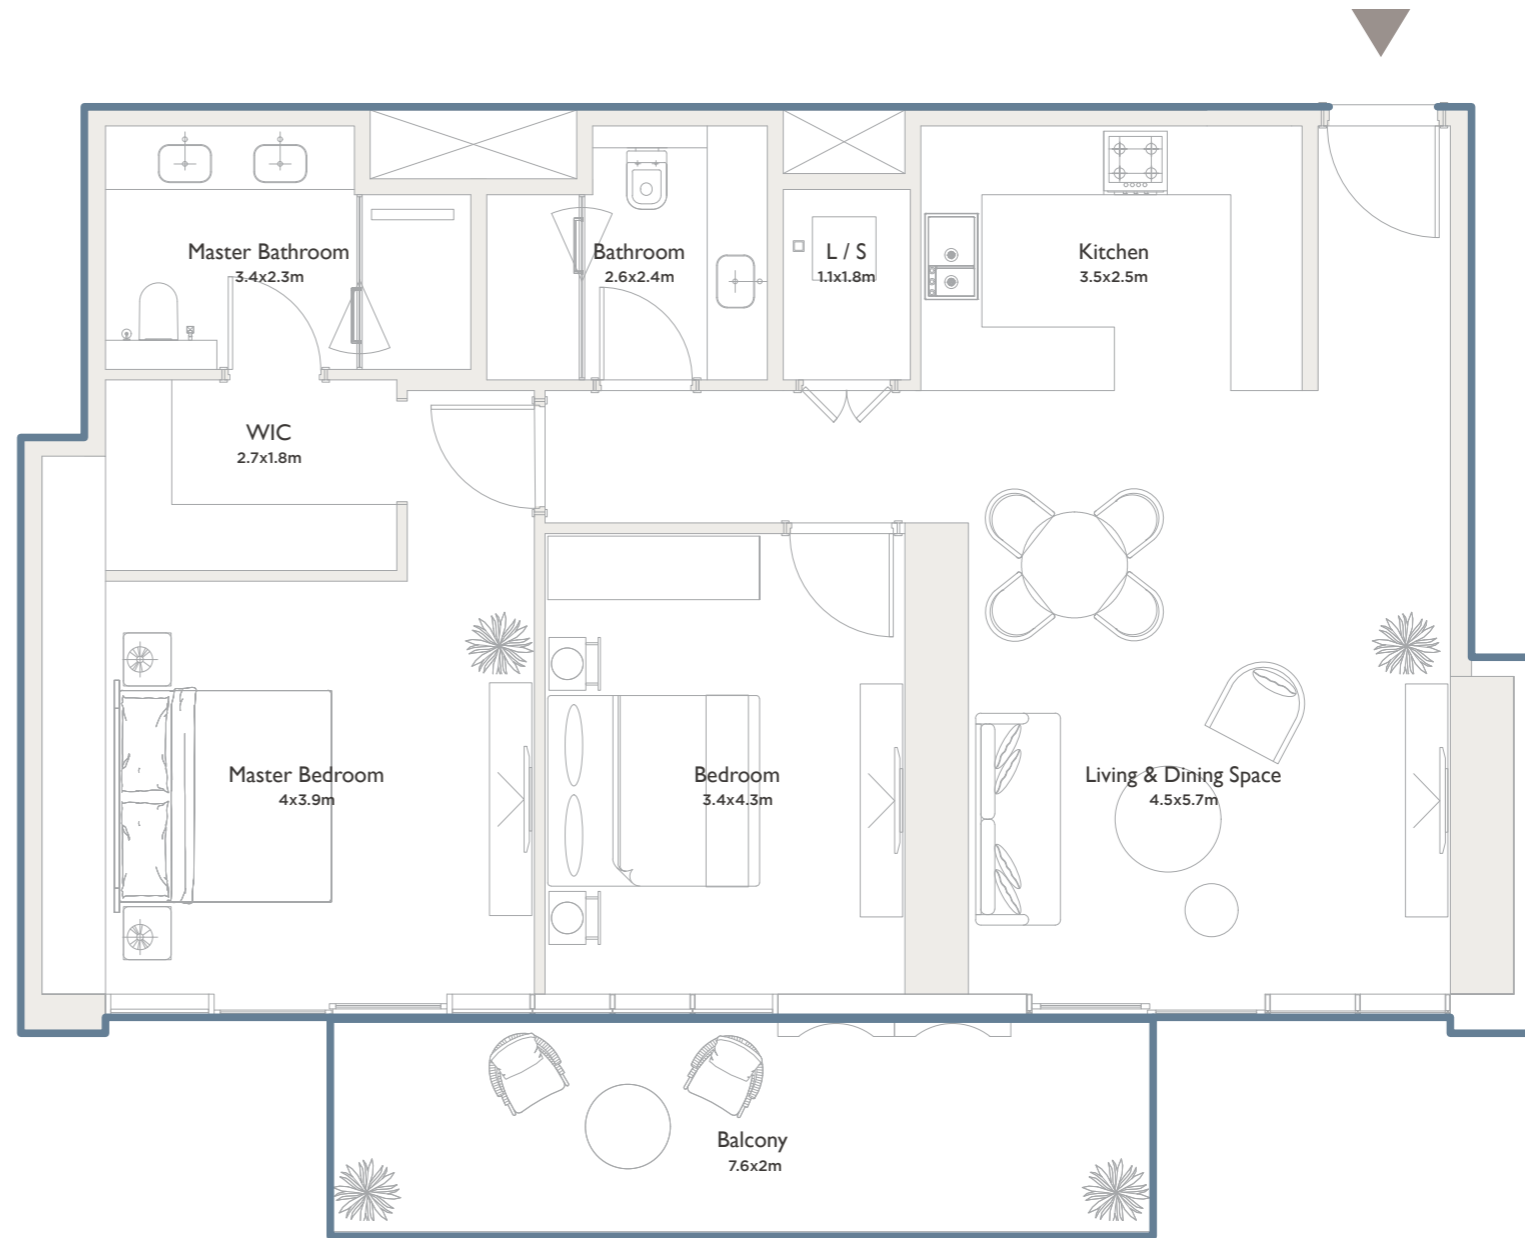 Master Bathroom
3.4x2.3m
Bathroom
2.6x2.4m
L / S
1.1x1.8m
Kitchen
3.5x2.5m
WIC
2.7x1.8m
Master Bedroom
4x3.9m
Bedroom
3.4x4.3m
Living & Dining Space
4.5x5.7m
Balcony
7.6x2m